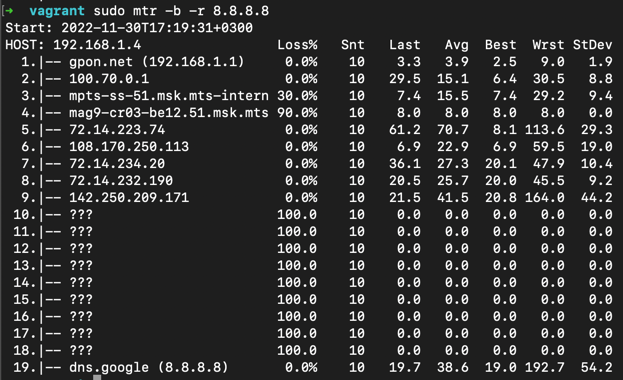 → vagrant sudo mtr -b -r 8.8.8.8
Start: 2022-11-30T17:19:31+0300
HOST: 192.168.1.4 Loss% Snt Last Avg Best Wrst StDev
1.|-- gpon.net (192.168.1.1) 0.0% 10 3.3 3.9 2.5 9.0 1.9
2.|-- 100.70.0.1 0.0% 10 29.5 15.1 6.4 30.5 8.8
3.|-- mpts-ss-51.msk.mts-intern 30.0% 10 7.4 15.5 7.4 29.2 9.4
4.|-- mag9-cr03-be12.51.msk.mts 90.0% 10 8.0 8.0 8.0 8.0 0.0
5.|-- 72.14.223.74 0.0% 10 61.2 70.7 8.1 113.6 29.3
6.|-- 108.170.250.113 0.0% 10 6.9 22.9 6.9 59.5 19.0
7.|-- 72.14.234.20 0.0% 10 36.1 27.3 20.1 47.9 10.4
8.|-- 72.14.232.190 0.0% 10 20.5 25.7 20.0 45.5 9.2
9.|-- 142.250.209.171 0.0% 10 21.5 41.5 20.8 164.0 44.2
10.|-- ??? 100.0 10 0.0 0.0 0.0 0.0 0.0
11.|-- ??? 100.0 10 0.0 0.0 0.0 0.0 0.0
12.|-- ??? 100.0 10 0.0 0.0 0.0 0.0 0.0
13.|-- ??? 100.0 10 0.0 0.0 0.0 0.0 0.0
14.|-- ??? 100.0 10 0.0 0.0 0.0 0.0 0.0
15.|-- ??? 100.0 10 0.0 0.0 0.0 0.0 0.0
16.|-- ??? 100.0 10 0.0 0.0 0.0 0.0 0.0
17.|-- ??? 100.0 10 0.0 0.0 0.0 0.0 0.0
18.|-- ??? 100.0 10 0.0 0.0 0.0 0.0 0.0
19.|-- dns.google (8.8.8.8) 0.0% 10 19.7 38.6 19.0 192.7 54.2